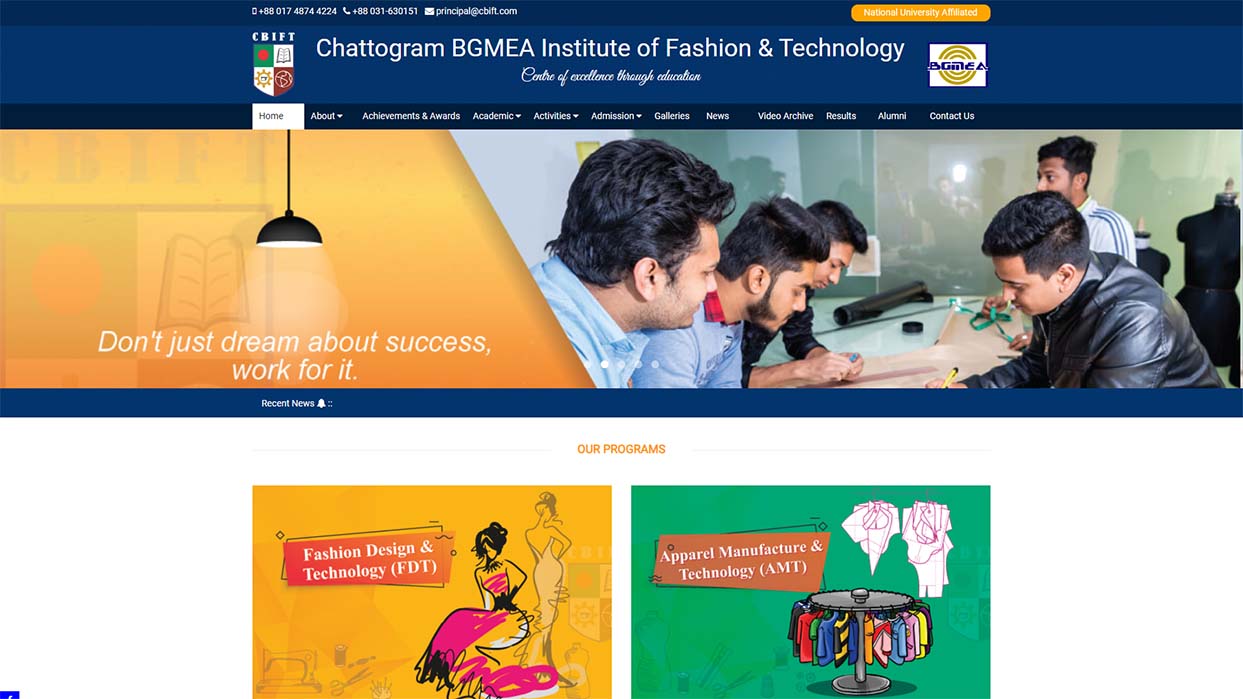 +88 017 4874 4224 +88 031-630151 principal@cbift.com
National University Affiliated
CBIFT
Chattogram BGMEA Institute of Fashion & Technology
Centre of excellence through education
BGMEA
Home About Achievements & Awards Academic Activities Admission Galleries News Video Archive Results Alumni Contact Us
CBIFT
Don't just dream about success,
work for it.
Recent News ::
OUR PROGRAMS
Fashion Design &
Technology (FDT)
CBIFT
Apparel Manufacture &
Technology (AMT)
CBIFT